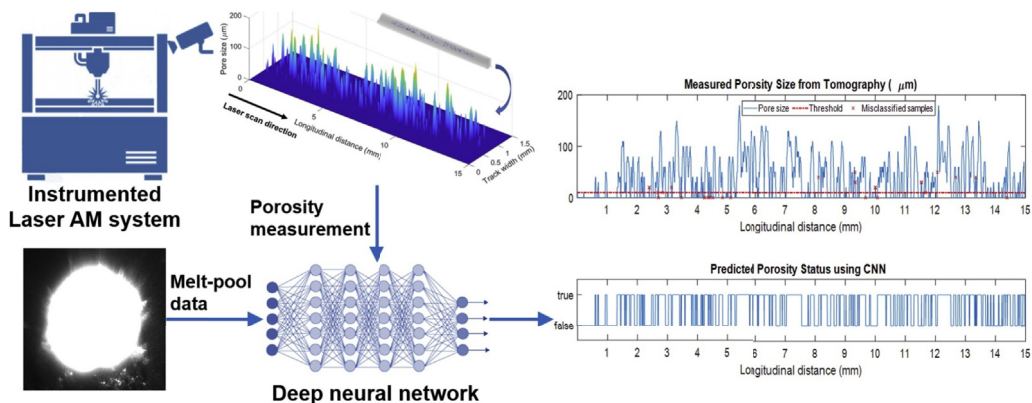 Instrumented
Laser AM system
Pore size (μm)
200
100
0
0
5
10
15
Laser scan direction
Longitudinal distance (mm)
0
0.5
1
1.5
Track width (mm)
Porosity
measurement
Melt-pool
data
Deep neural network
Measured Porosity Size from Tomography ( μm)
Pore size Threshold Misclassified samples
200
100
0
1 2 3 4 5 6 7 8 9 10 11 12 13 14 15
Longitudinal distance (mm)
Predicted Porosity Status using CNN
true
false
1 2 3 4 5 6 7 8 9 10 11 12 13 14 15
Longitudinal distance (mm)